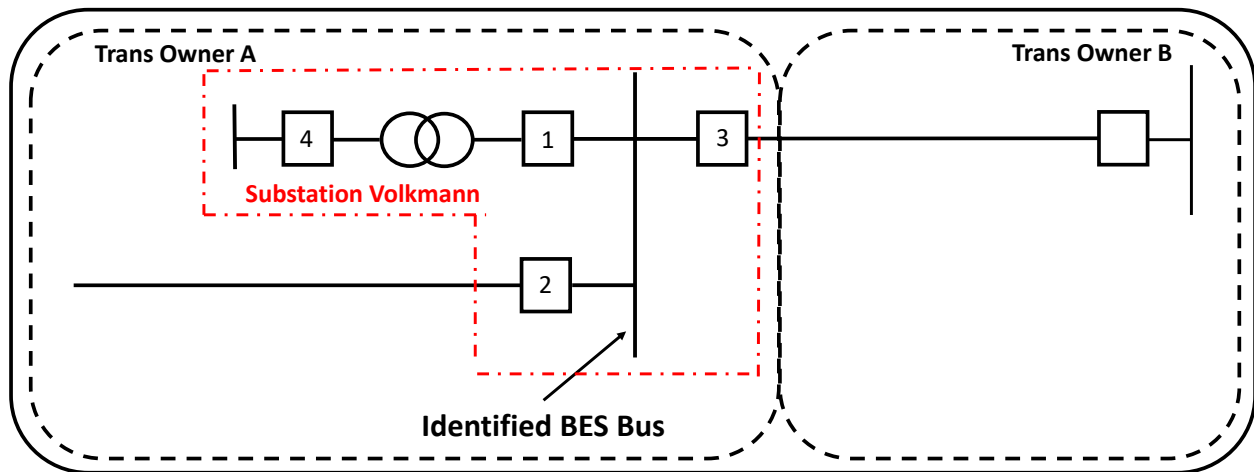 Trans Owner A
Trans Owner B
4
1
3
Substation Volkmann
2
Identified BES Bus